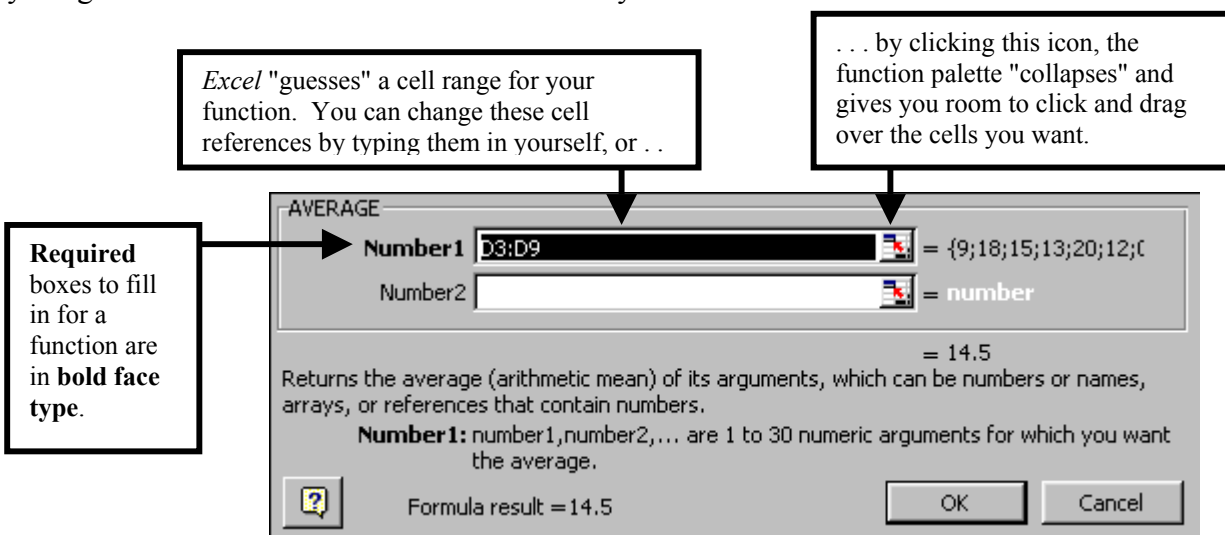 . . . by clicking this icon, the
function palette "collapses" and
gives you room to click and drag
over the cells you want.
Excel "guesses" a cell range for your
function. You can change these cell
references by typing them in yourself, or . .
Required
boxes to fill
in for a
function are
in bold face
type.
AVERAGE
Number1 D3:D9 = {9;18;15;13;20;12;
Number2 = number
= 14.5
Returns the average (arithmetic mean) of its arguments, which can be numbers or names,
arrays, or references that contain numbers.
Number1: number1,number2,... are 1 to 30 numeric arguments for which you want
the average.
Formula result =14.5
OK Cancel